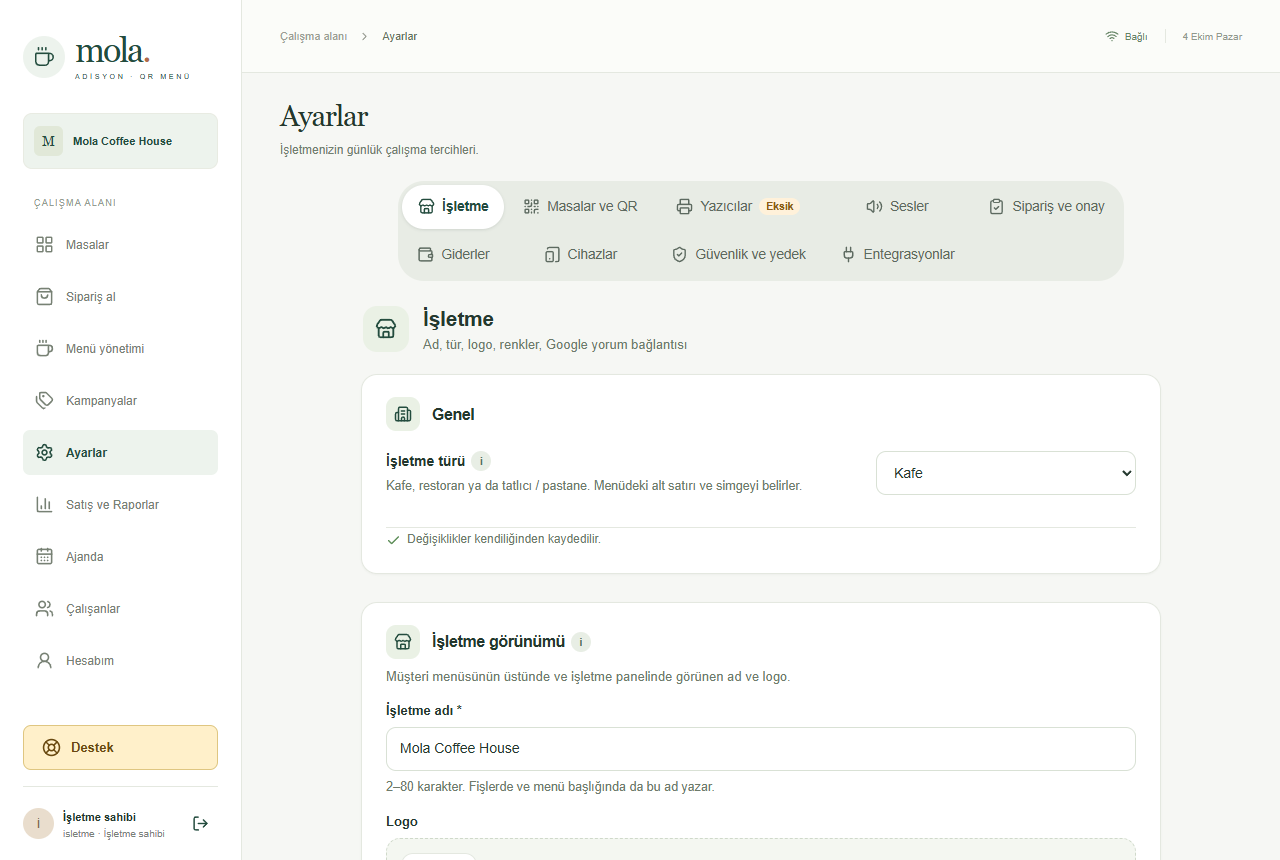 mola.
ADİSYON · QR MENÜ
M Mola Coffee House
ÇALIŞMA ALANI
Masalar
Sipariş al
Menü yönetimi
Kampanyalar
Ayarlar
Satış ve Raporlar
Ajanda
Çalışanlar
Hesabım
Destek
i
İşletme sahibi
isletme · İşletme sahibi
Çalışma alanı > Ayarlar
Bağlı
4 Ekim Pazar
Ayarlar
İşletmenizin günlük çalışma tercihleri.
İşletme Masalar ve QR Yazıcılar Eksik Sesler Sipariş ve onay
Giderler Cihazlar Güvenlik ve yedek Entegrasyonlar
İşletme
Ad, tür, logo, renkler, Google yorum bağlantısı
Genel
İşletme türü i
Kafe, restoran ya da tatlıcı / pastane. Menüdeki alt satırı ve simgeyi belirler.
Kafe
Değişiklikler kendiliğinden kaydedilir.
İşletme görünümü i
Müşteri menüsünün üstünde ve işletme panelinde görünen ad ve logo.
İşletme adı *
Mola Coffee House
2–80 karakter. Fişlerde ve menü başlığında da bu ad yazar.
Logo